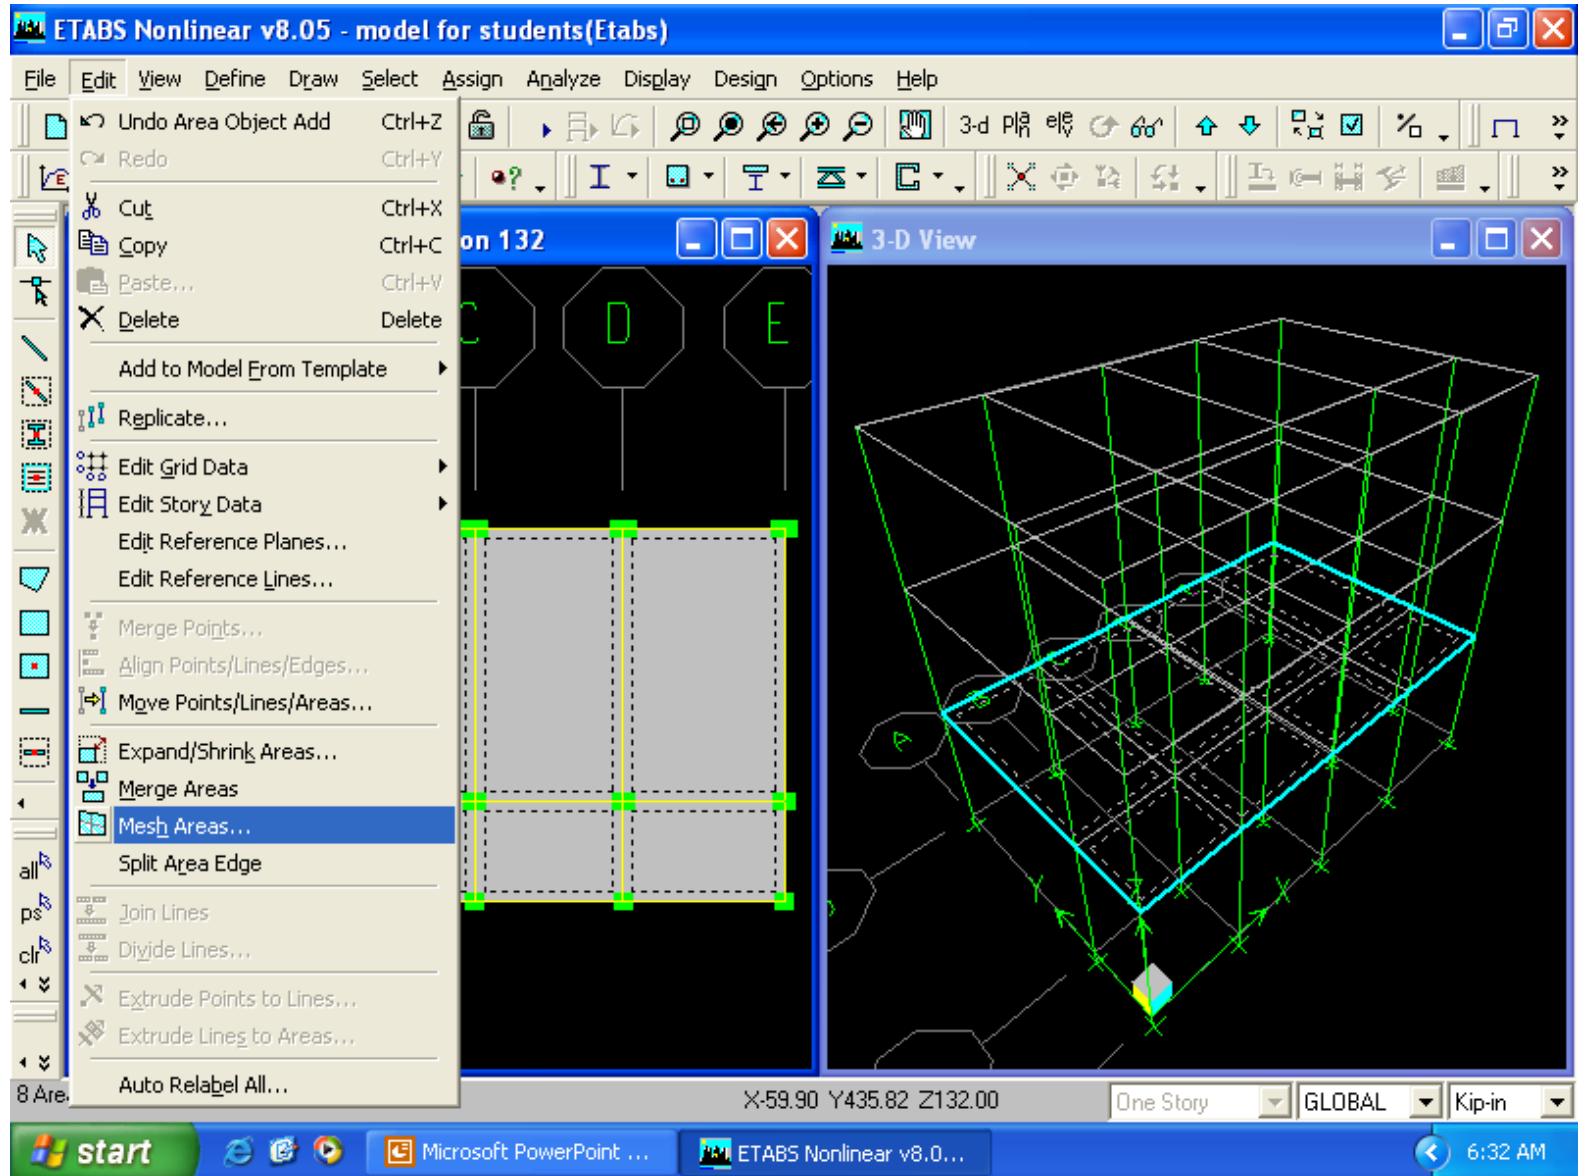 ETABS Nonlinear v8.05 - model for students(Etabs)
File Edit View Define Draw Select Assign Analyze Display Design Options Help
3-d
E
Undo Area Object Add Ctrl+Z
Redo Ctrl+Y
Cut Ctrl+X
Copy Ctrl+C
Paste... Ctrl+V
Delete Delete
Add to Model From Template
Replicate...
Edit Grid Data
Edit Story Data
Edit Reference Planes...
Edit Reference Lines...
Merge Points...
Align Points/Lines/Edges...
Move Points/Lines/Areas...
Expand/Shrink Areas...
Merge Areas
Mesh Areas...
Split Area Edge
Join Lines
Divide Lines...
Extrude Points to Lines...
Extrude Lines to Areas...
Auto Relabel All...
all
ps
clr
on 132
C D E
3-D View
A
Y Z X
8 Are
X-59.90 Y435.82 Z132.00
One Story
GLOBAL
Kip-in
start
Microsoft PowerPoint ...
ETABS Nonlinear v8.0...
6:32 AM